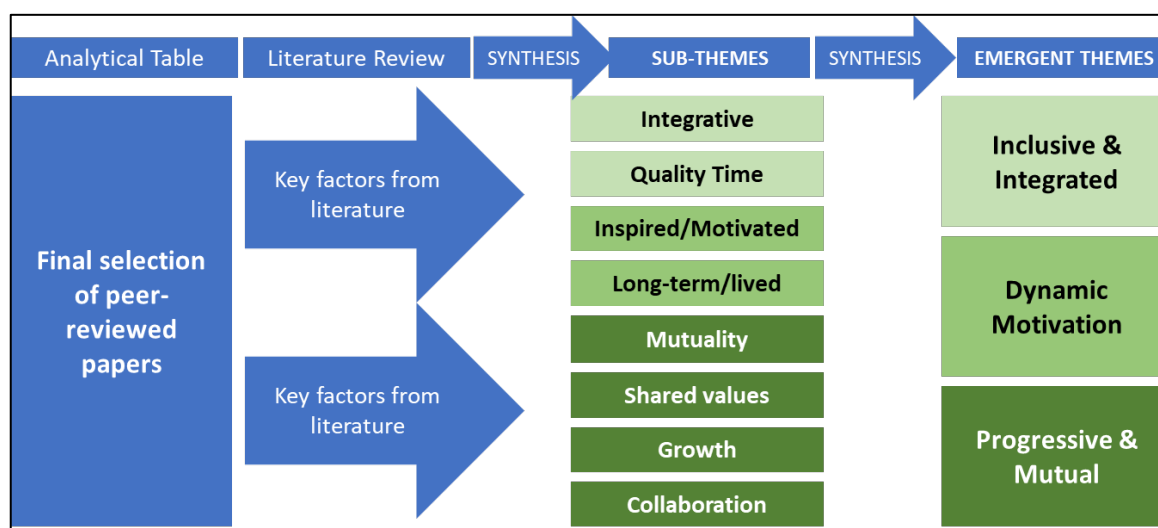 Analytical Table
Literature Review
SYNTHESIS
SUB-THEMES
SYNTHESIS
EMERGENT THEMES
Final selection
of peer-
reviewed
papers
Key factors from
literature
Key factors from
literature
Integrative
Quality Time
Inspired/Motivated
Long-term/lived
Mutuality
Shared values
Growth
Collaboration
Inclusive &
Integrated
Dynamic
Motivation
Progressive &
Mutual